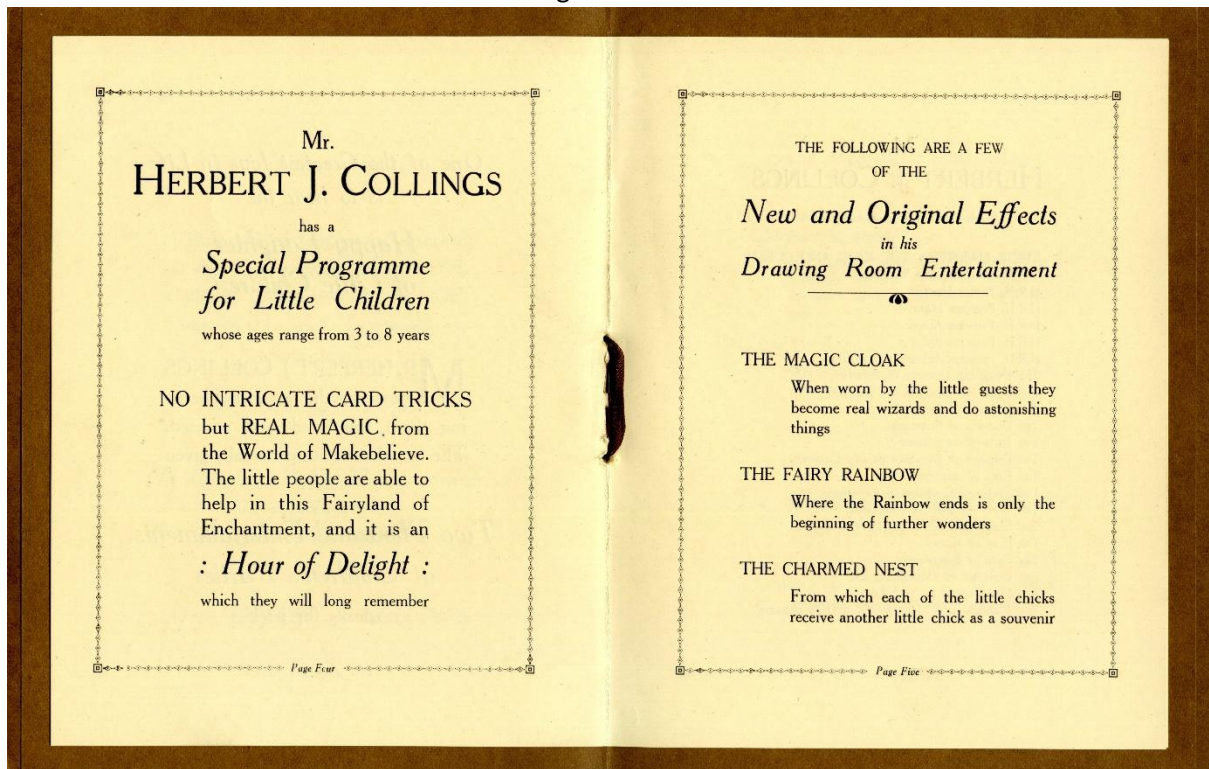 Mr.
HERBERT J. COLLINGS
has a
Special Programme
for Little Children
whose ages range from 3 to 8 years
NO INTRICATE CARD TRICKS
but REAL MAGIC, from
the World of Makebelieve.
The little people are able to
help in this Fairyland of
Enchantment, and it is an
: Hour of Delight :
which they will long remember
Page Four
THE FOLLOWING ARE A FEW
OF THE
New and Original Effects
in his
Drawing Room Entertainment
THE MAGIC CLOAK
When worn by the little guests they
become real wizards and do astonishing
things
THE FAIRY RAINBOW
Where the Rainbow ends is only the
beginning of further wonders
THE CHARMED NEST
From which each of the little chicks
receive another little chick as a souvenir
Page Five